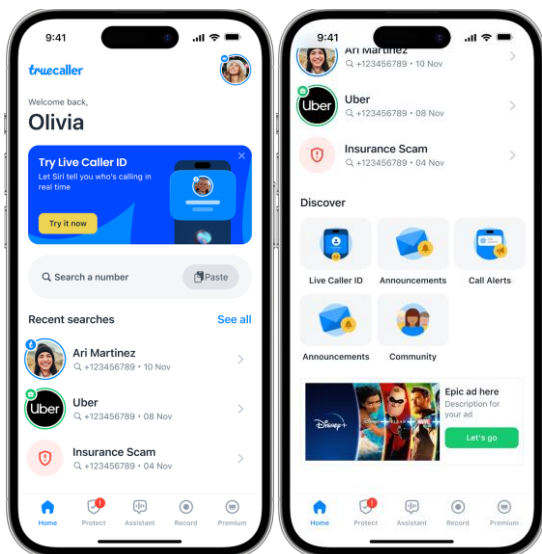 9:41
truecaller
Welcome back,
Olivia
Try Live Caller ID
Let Siri tell you who's calling in
real time
Try it now
Search a number
Paste
Recent searches
See all
Ari Martinez
+123456789 • 10 Nov
Uber
Uber
+123456789 • 08 Nov
Insurance Scam
+123456789 • 04 Nov
Home
Protect
Assistant
Record
Premium
9:41
Ari Martinez
+123456789 • 10 Nov
Uber
Uber
+123456789 • 08 Nov
Insurance Scam
+123456789 • 04 Nov
Discover
Live Caller ID
Announcements
Call Alerts
Announcements
Community
Disney+
Epic ad here
Description for
your ad
Let's go
Home
Protect
Assistant
Record
Premium